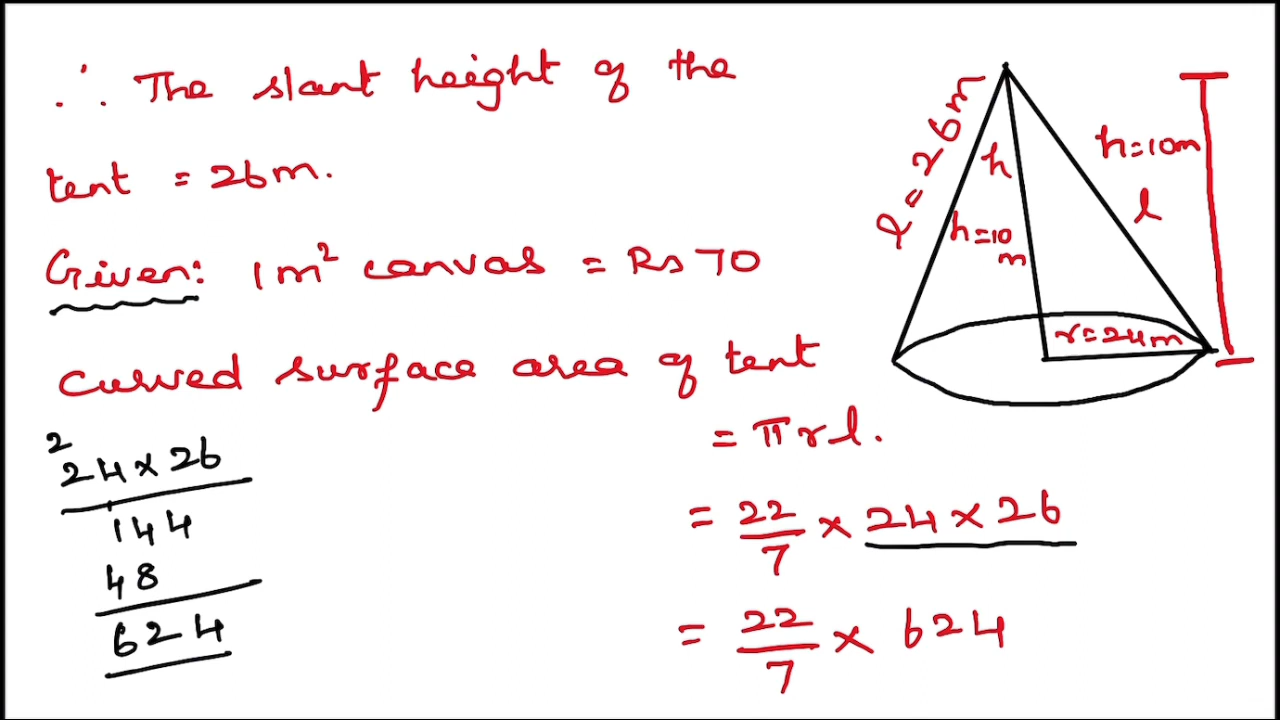 ∴ The slant height of the
tent = 26m.
Given: 1m² canvas = Rs 70
Curved surface area of tent
= πrl.
= 22/7 × 24 × 26
= 22/7 × 624
2
24 × 26
144
48
624
l = 26m
h
h=10
m
h=10m
l
r=24m